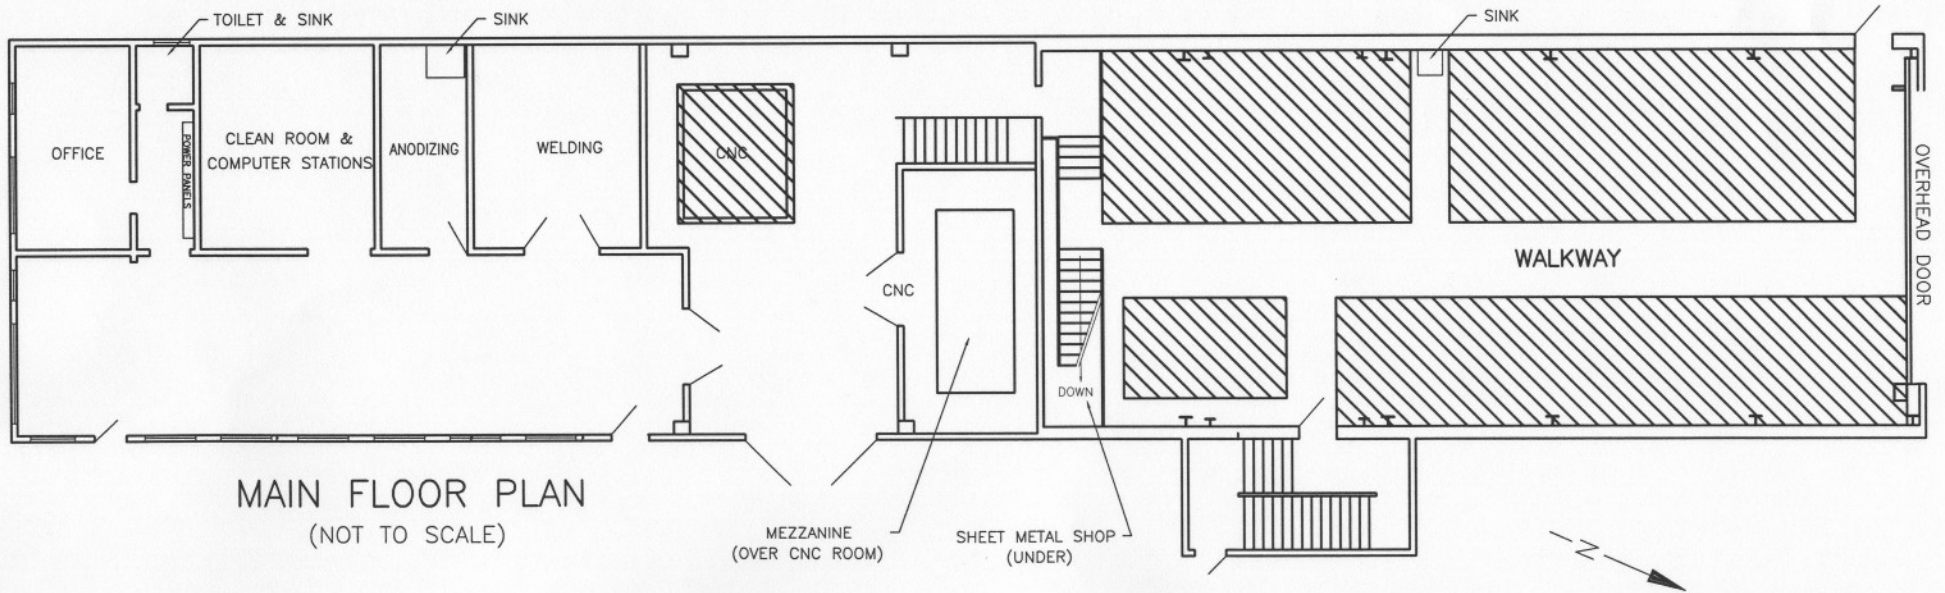 TOILET & SINK
SINK
SINK
OFFICE
POWER PANELS
CLEAN ROOM &
COMPUTER STATIONS
ANODIZING
WELDING
CNC
CNC
WALKWAY
OVERHEAD DOOR
DOWN
MAIN FLOOR PLAN
(NOT TO SCALE)
MEZZANINE
(OVER CNC ROOM)
SHEET METAL SHOP
(UNDER)
N